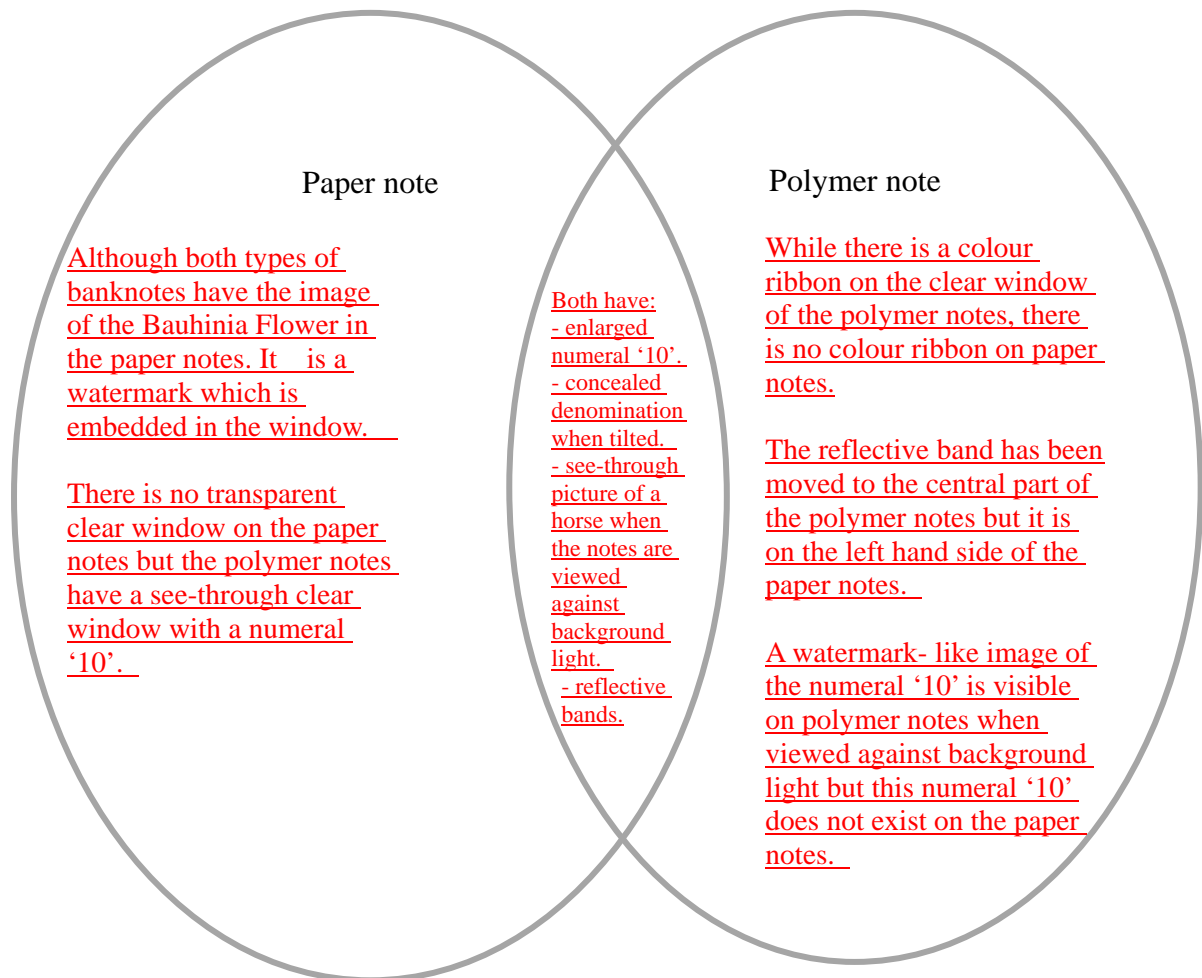 Paper note
Although both types of
banknotes have the image
of the Bauhinia Flower in
the paper notes. It is a
watermark which is
embedded in the window.
There is no transparent
clear window on the paper
notes but the polymer notes
have a see-through clear
window with a numeral
‘10’.
Both have:
- enlarged
numeral ‘10’.
- concealed
denomination
when tilted.
- see-through
picture of a
horse when
the notes are
viewed
against
background
light.
- reflective
bands.
Polymer note
While there is a colour
ribbon on the clear window
of the polymer notes, there
is no colour ribbon on paper
notes.
The reflective band has been
moved to the central part of
the polymer notes but it is
on the left hand side of the
paper notes.
A watermark- like image of
the numeral ‘10’ is visible
on polymer notes when
viewed against background
light but this numeral ‘10’
does not exist on the paper
notes.